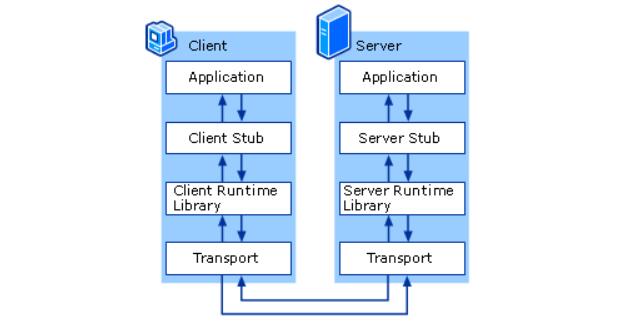 Client
Application
Client Stub
Client Runtime
Library
Transport
Server
Application
Server Stub
Server Runtime
Library
Transport